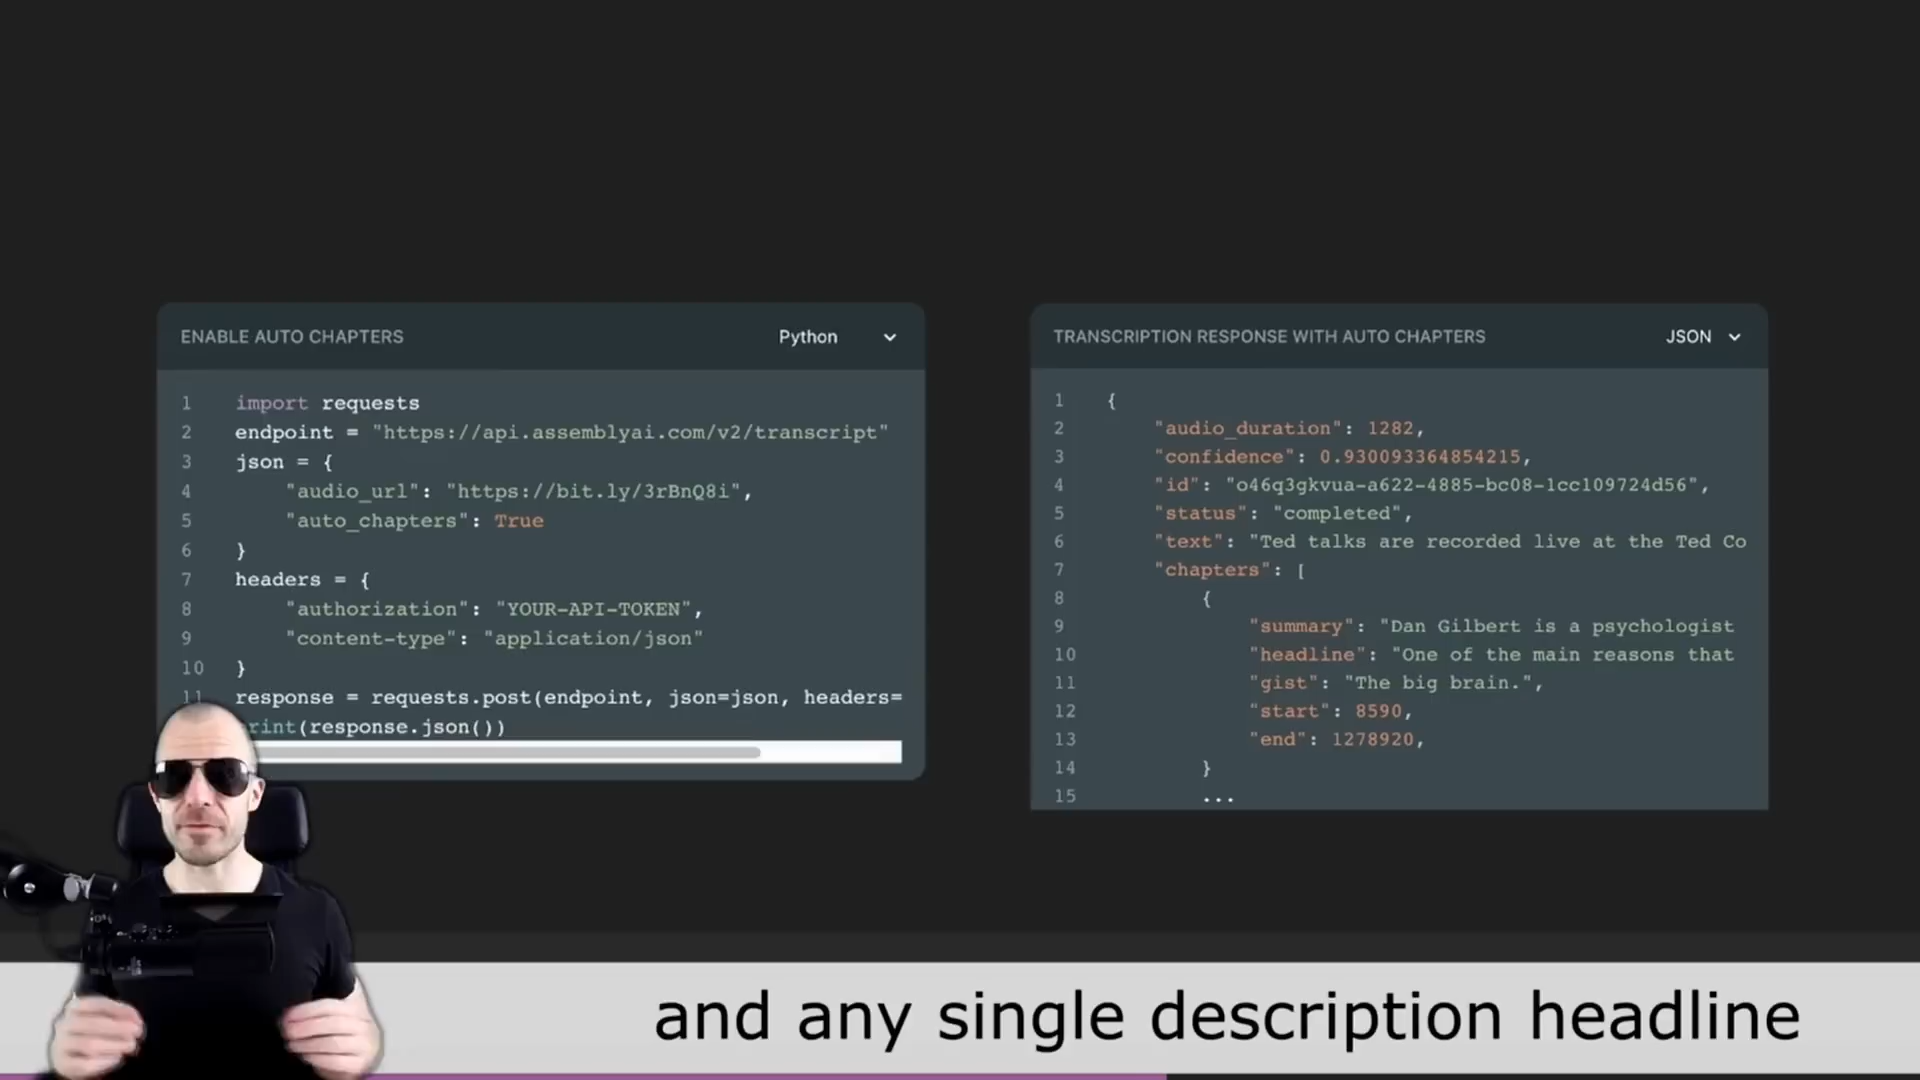 ENABLE AUTO CHAPTERS
Python
1 import requests
2 endpoint = "https://api.assemblyai.com/v2/transcript"
3 json = {
4 "audio_url": "https://bit.ly/3rBnQ8i",
5 "auto_chapters": True
6 }
7 headers = {
8 "authorization": "YOUR-API-TOKEN",
9 "content-type": "application/json"
10 }
11 response = requests.post(endpoint, json=json, headers=
rint(response.json())
TRANSCRIPTION RESPONSE WITH AUTO CHAPTERS
JSON
1 {
2 "audio_duration": 1282,
3 "confidence": 0.930093364854215,
4 "id": "o46q3gkvua-a622-4885-bc08-1cc109724d56",
5 "status": "completed",
6 "text": "Ted talks are recorded live at the Ted Co
7 "chapters": [
8 {
9 "summary": "Dan Gilbert is a psychologist
10 "headline": "One of the main reasons that
11 "gist": "The big brain.",
12 "start": 8590,
13 "end": 1278920,
14 }
15 ...
and any single description headline